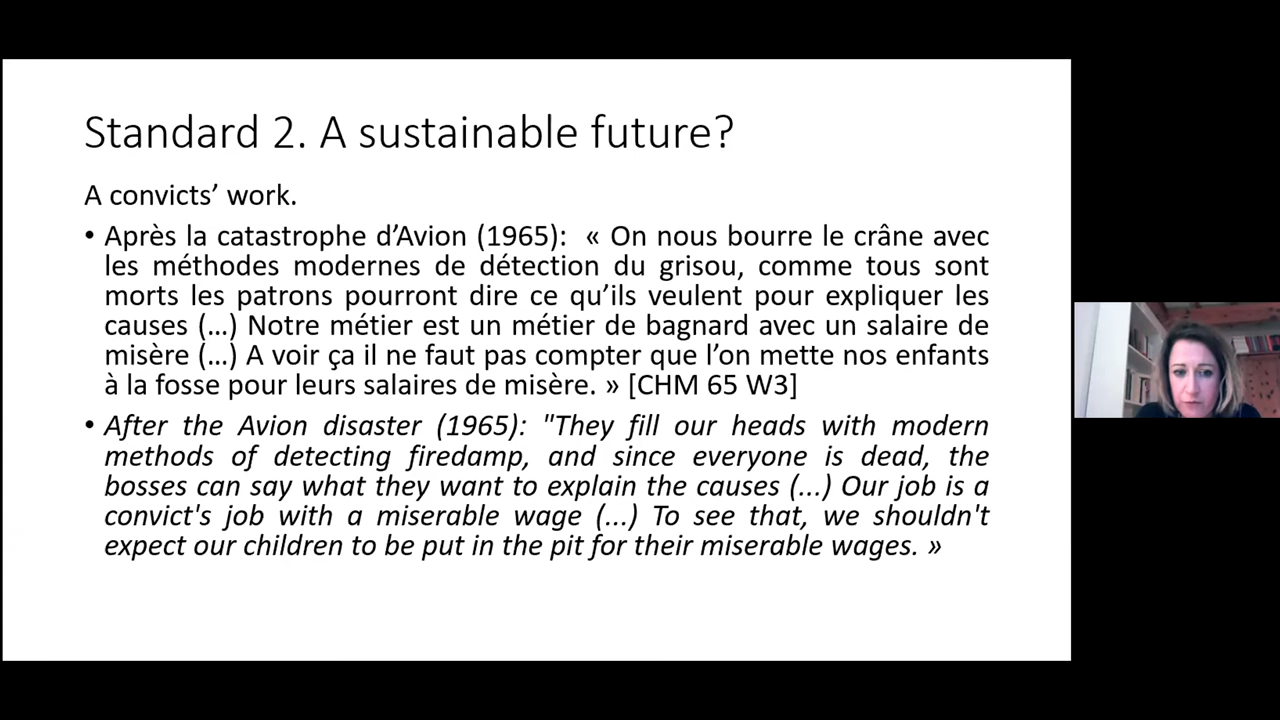 Standard 2. A sustainable future?
A convicts’ work.
• Après la catastrophe d’Avion (1965): « On nous bourre le crâne avec
les méthodes modernes de détection du grisou, comme tous sont
morts les patrons pourront dire ce qu’ils veulent pour expliquer les
causes (…) Notre métier est un métier de bagnard avec un salaire de
misère (…) A voir ça il ne faut pas compter que l’on mette nos enfants
à la fosse pour leurs salaires de misère. » [CHM 65 W3]
• After the Avion disaster (1965): "They fill our heads with modern
methods of detecting firedamp, and since everyone is dead, the
bosses can say what they want to explain the causes (...) Our job is a
convict's job with a miserable wage (...) To see that, we shouldn't
expect our children to be put in the pit for their miserable wages. »